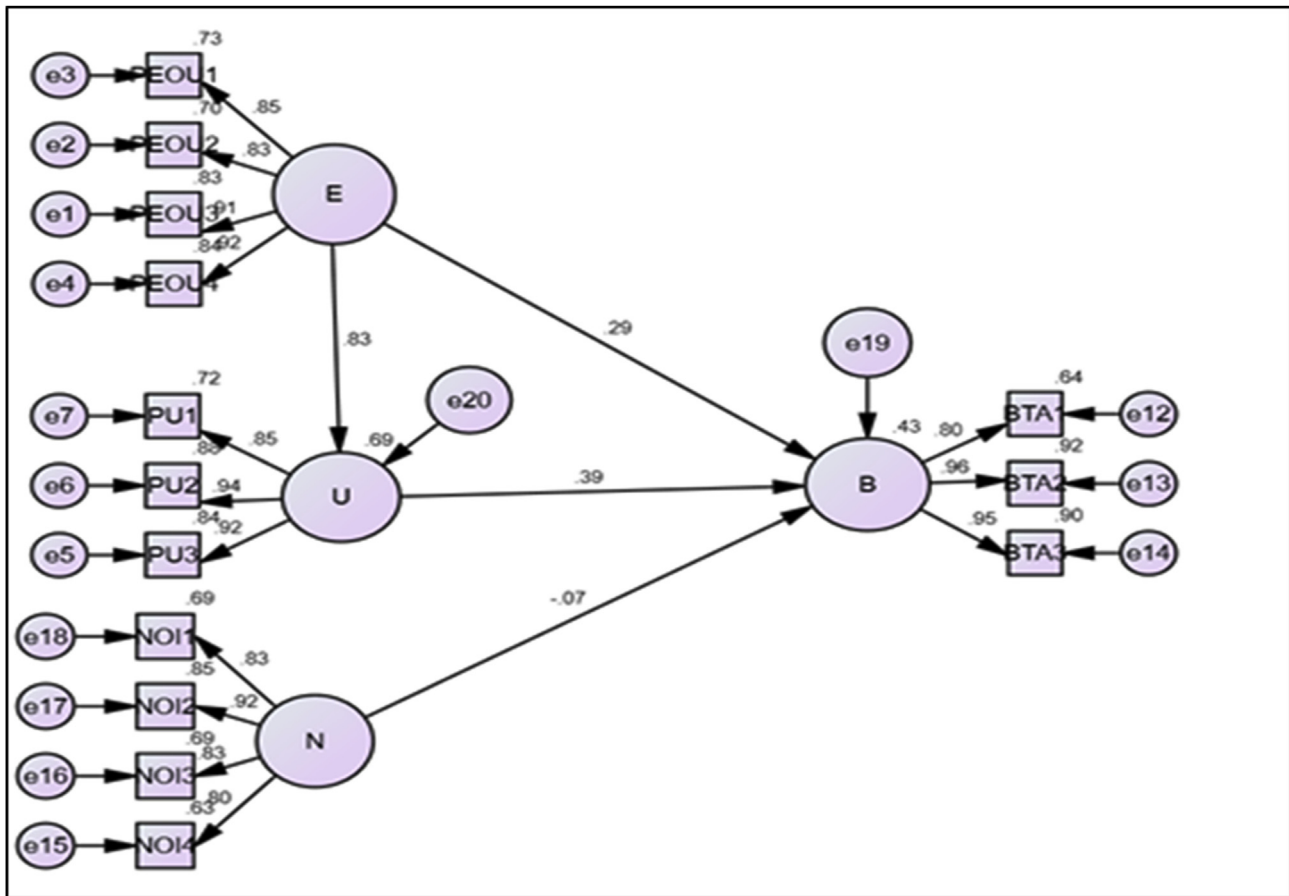 .73
e3 PEOU1
.85
.70
e2 PEOU2
.83
.83
E
e1 PEOU3
.91
.84
.92
e4 PEOU4
.29
.83
e19
.72
.64
e20
e7 PU1
BTA1 e12
.85
.69
.43
.80
.92
e6 PU2
.94
U
.39
B
.96
BTA2 e13
.84
.92
.95
.90
e5 PU3
BTA3 e14
.69
-.07
e18 NOI1
.83
.85
e17 NOI2
.92
.69
N
.83
e16 NOI3
.80
.63
e15 NOI4